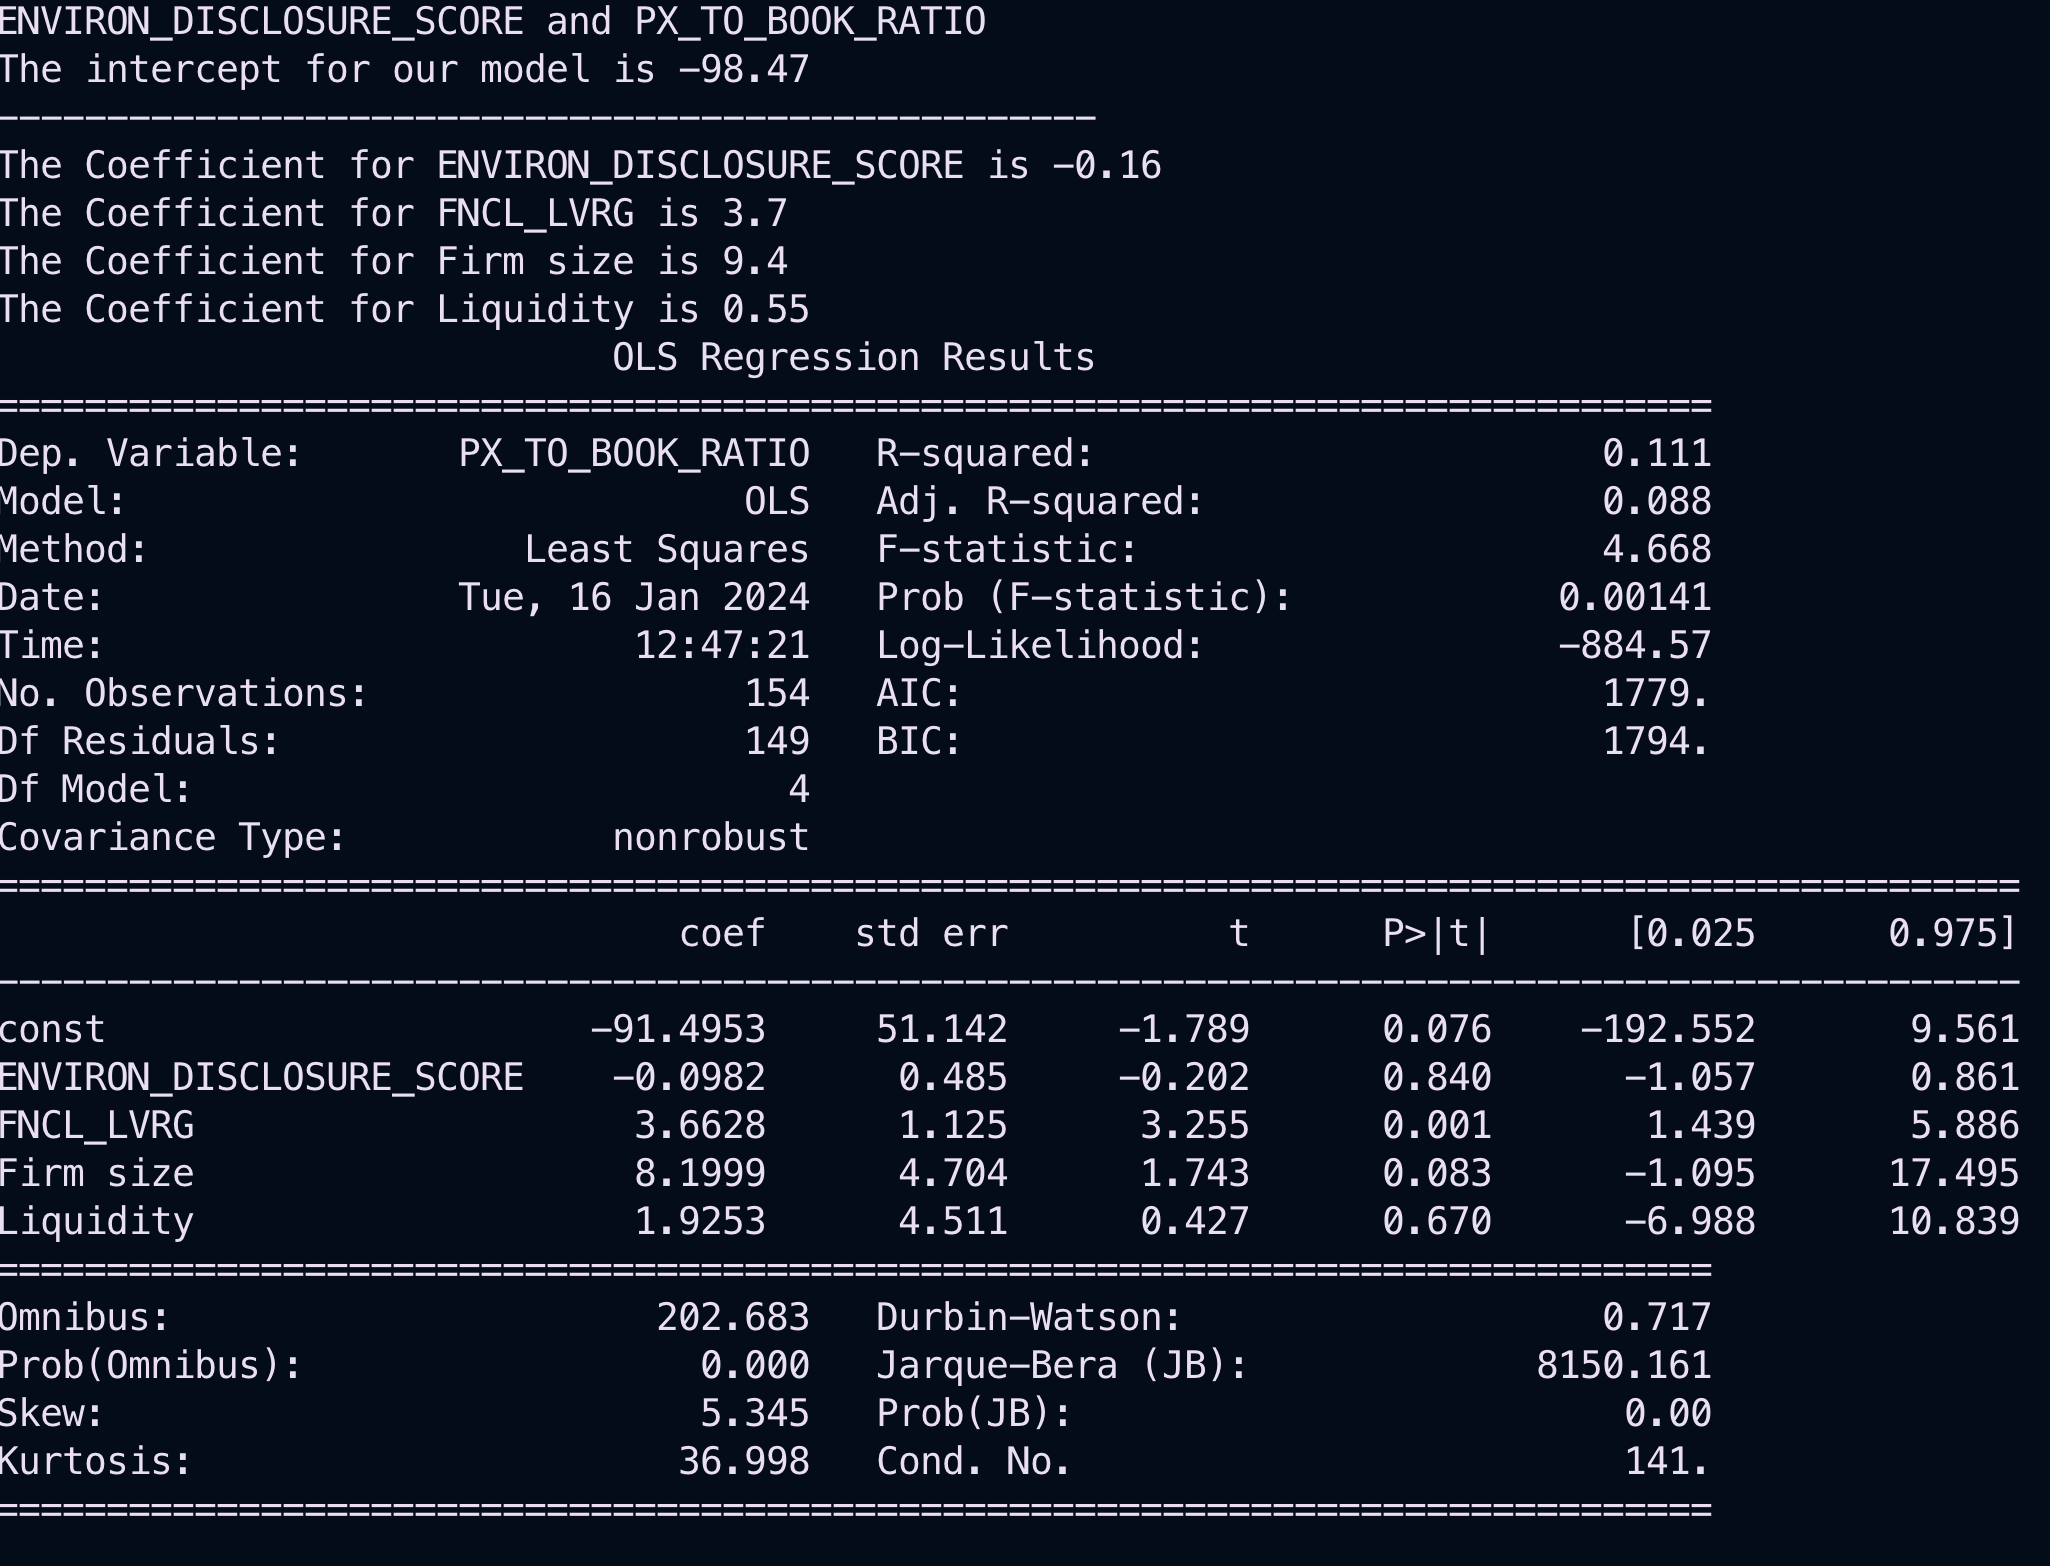 ENVIRON_DISCLOSURE_SCORE and PX_TO_BOOK_RATIO
The intercept for our model is −98.47
−−−−−−−−−−−−−−−−−−−−−−−−−−−−−−−−−−−−−−−−−−−−−−−−−−
The Coefficient for ENVIRON_DISCLOSURE_SCORE is −0.16
The Coefficient for FNCL_LVRG is 3.7
The Coefficient for Firm size is 9.4
The Coefficient for Liquidity is 0.55
                            OLS Regression Results
==============================================================================
Dep. Variable:       PX_TO_BOOK_RATIO   R−squared:                       0.111
Model:                            OLS   Adj. R−squared:                  0.088
Method:                 Least Squares   F−statistic:                     4.668
Date:                Tue, 16 Jan 2024   Prob (F−statistic):            0.00141
Time:                        12:47:21   Log−Likelihood:                −884.57
No. Observations:                 154   AIC:                             1779.
Df Residuals:                     149   BIC:                             1794.
Df Model:                           4
Covariance Type:            nonrobust
============================================================================================
                               coef    std err          t      P>|t|      [0.025      0.975]
−−−−−−−−−−−−−−−−−−−−−−−−−−−−−−−−−−−−−−−−−−−−−−−−−−−−−−−−−−−−−−−−−−−−−−−−−−−−−−−−−−−−−−−−−−−−
const                      −91.4953     51.142     −1.789      0.076    −192.552       9.561
ENVIRON_DISCLOSURE_SCORE    −0.0982      0.485     −0.202      0.840      −1.057       0.861
FNCL_LVRG                    3.6628      1.125      3.255      0.001       1.439       5.886
Firm size                    8.1999      4.704      1.743      0.083      −1.095      17.495
Liquidity                    1.9253      4.511      0.427      0.670      −6.988      10.839
==============================================================================
Omnibus:                      202.683   Durbin−Watson:                   0.717
Prob(Omnibus):                  0.000   Jarque−Bera (JB):             8150.161
Skew:                           5.345   Prob(JB):                         0.00
Kurtosis:                      36.998   Cond. No.                         141.
==============================================================================